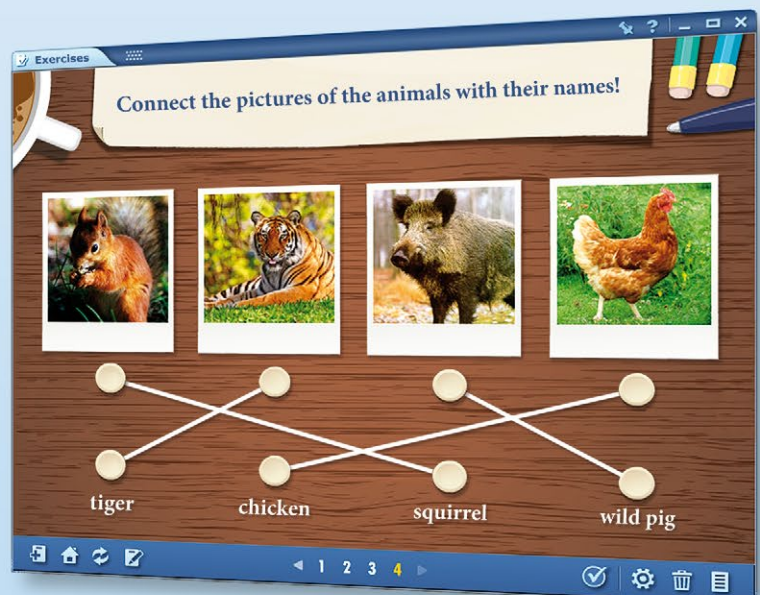 Exercises
Connect the pictures of the animals with their names!
tiger
chicken
squirrel
wild pig
1 2 3 4